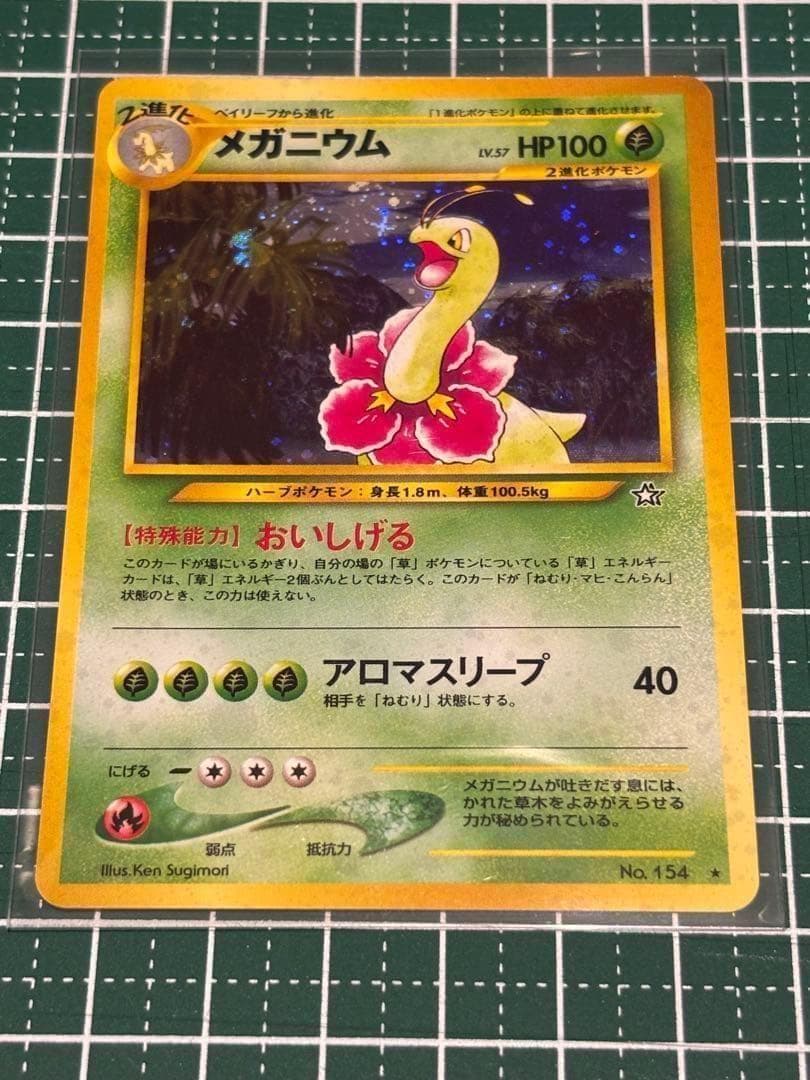 2進化
ベイリーフから進化
「1進化ポケモン」の上に重ねて進化させます。
メガニウム
LV.57 HP100
2進化ポケモン
ハーブポケモン：身長1.8m、体重100.5kg
【特殊能力】おいしげる
このカードが場にいるかぎり、自分の場の「草」ポケモンについている「草」エネルギー
カードは、「草」エネルギー2個ぶんとしてはたらく。このカードが「ねむり・マヒ・こんらん」
状態のとき、この力は使えない。
アロマスリープ 40
相手を「ねむり」状態にする。
にげる
弱点
抵抗力
メガニウムが吐きだす息には、
かれた草木をよみがえらせる
力が秘められている。
Illus. Ken Sugimori
No. 154 ★